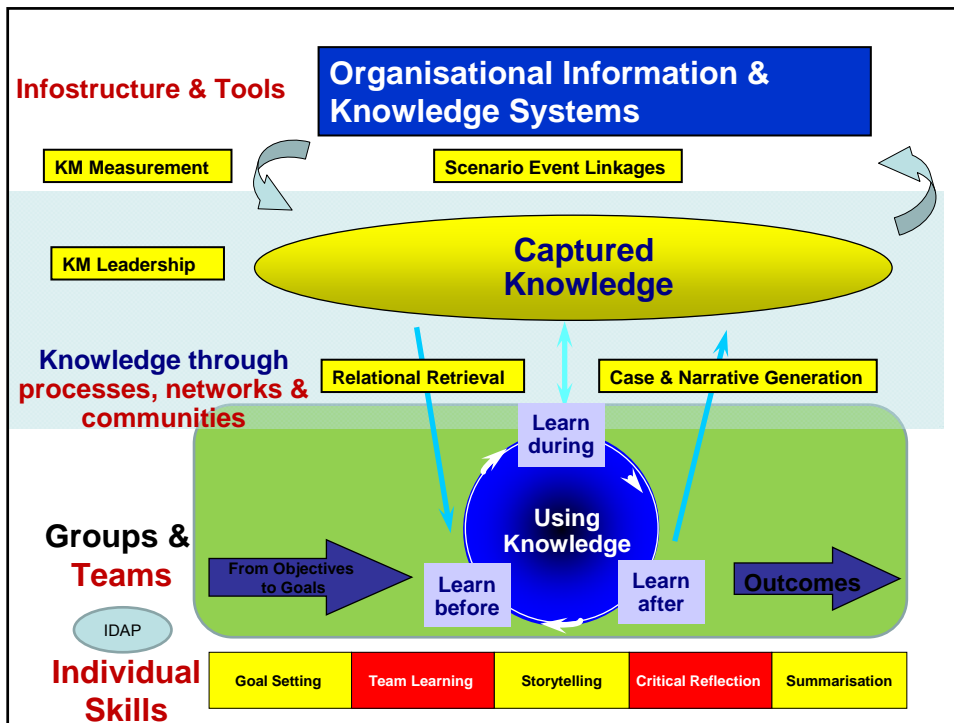 Infostructure & Tools
Organisational Information &
Knowledge Systems
KM Measurement
Scenario Event Linkages
KM Leadership
Captured
Knowledge
Knowledge through
processes, networks &
communities
Relational Retrieval
Case & Narrative Generation
Learn
during
Using
Knowledge
Groups &
Teams
From Objectives
to Goals
Learn
before
Learn
after
Outcomes
IDAP
Individual
Skills
Goal Setting
Team Learning
Storytelling
Critical Reflection
Summarisation